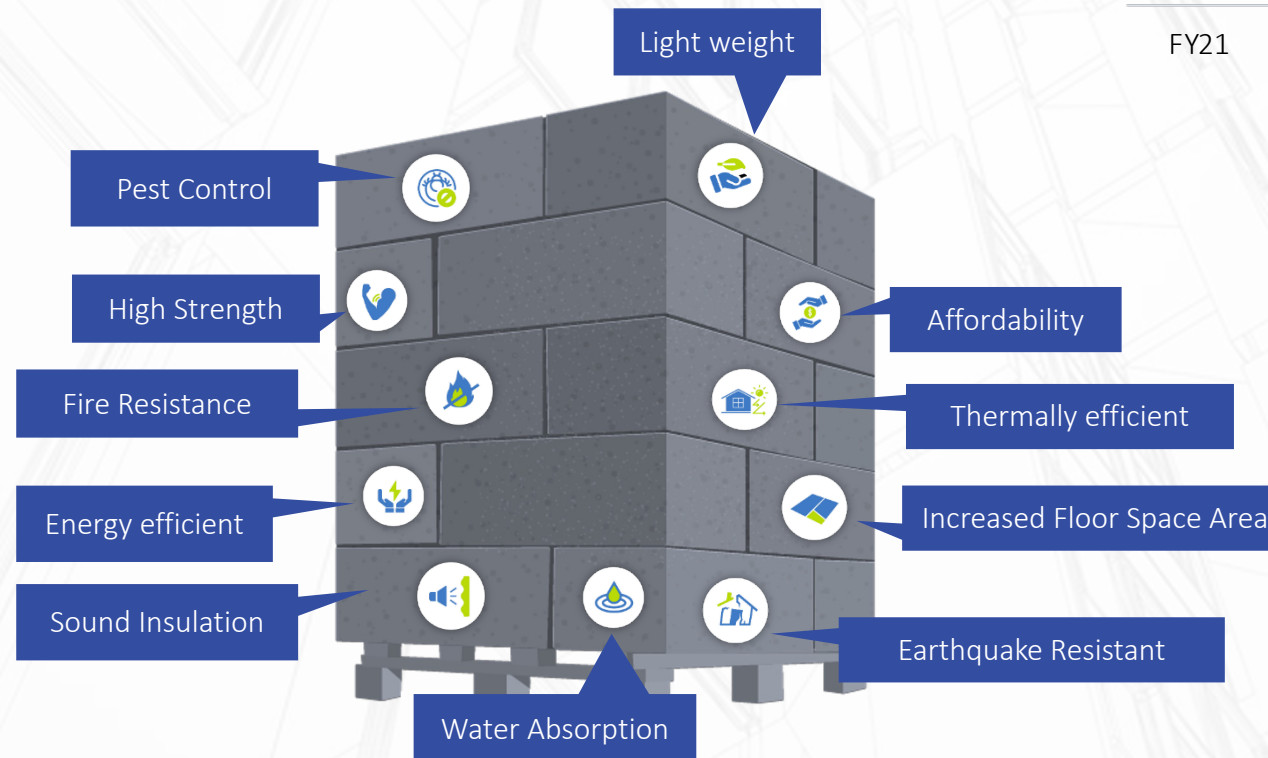 FY21
Light weight
Pest Control
High Strength
Affordability
Fire Resistance
Thermally efficient
Energy efficient
Increased Floor Space Area
Sound Insulation
Earthquake Resistant
Water Absorption